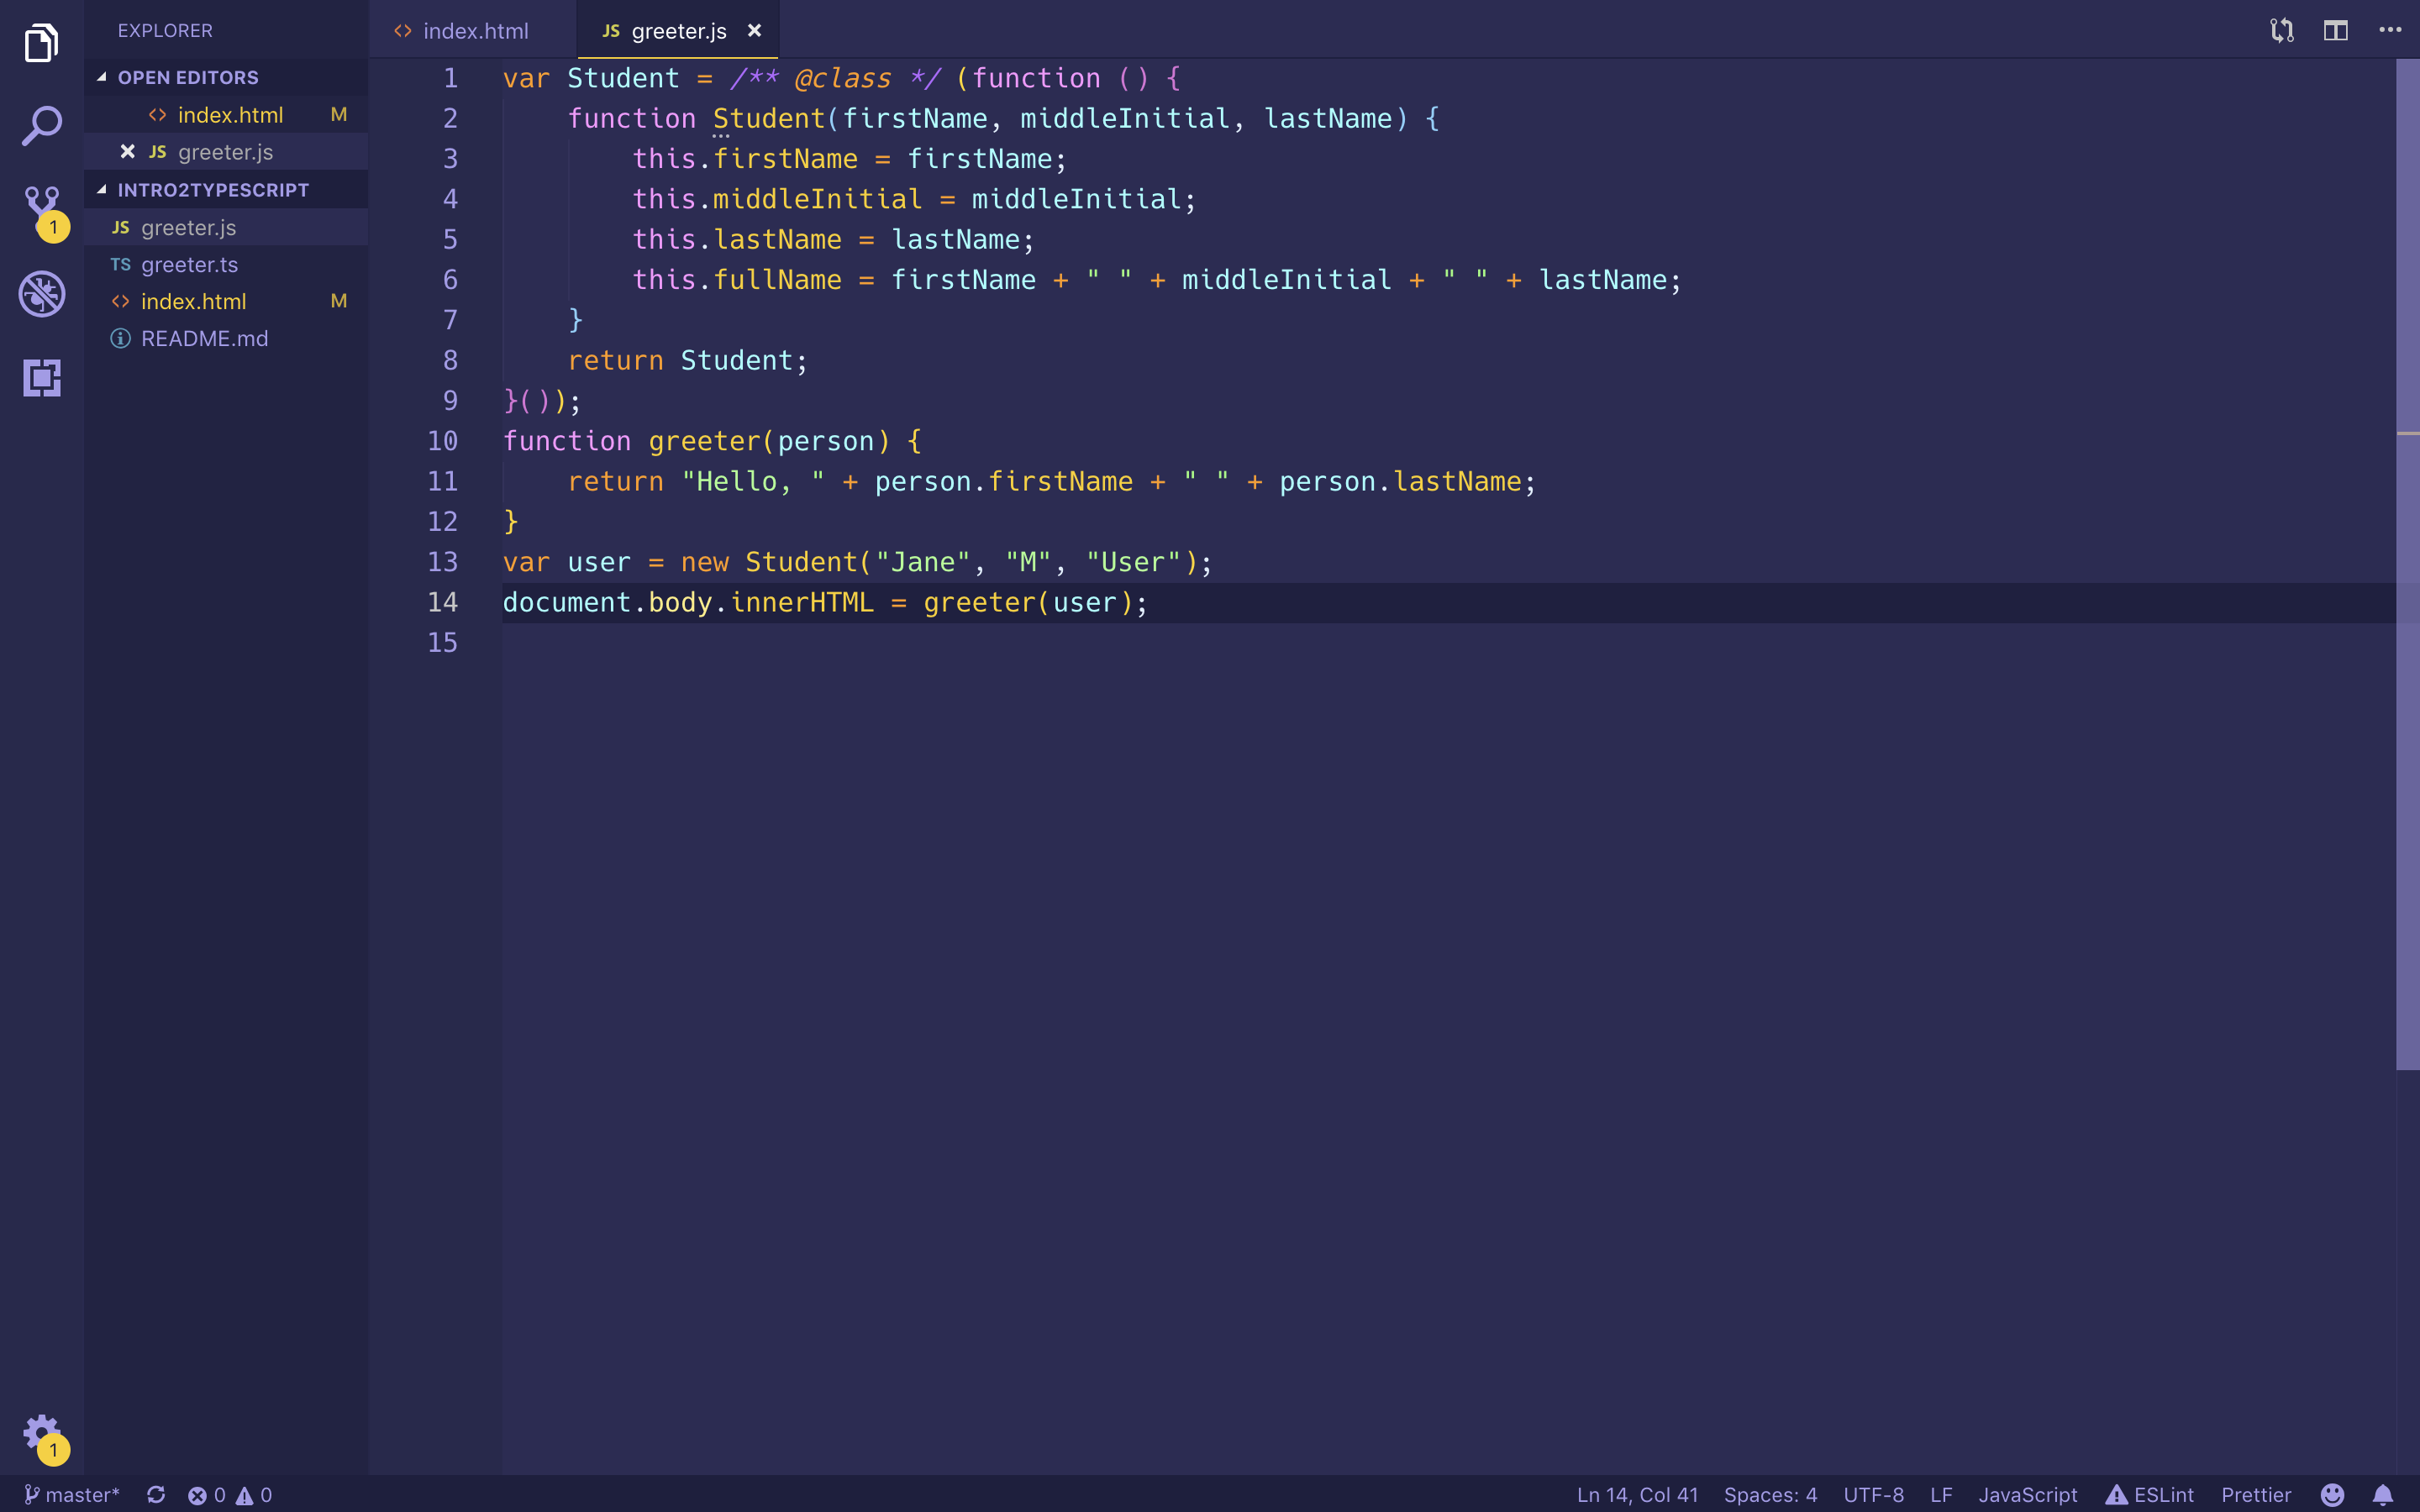 EXPLORER
OPEN EDITORS
index.html M
JS greeter.js
INTRO2TYPESCRIPT
JS greeter.js
TS greeter.ts
<> index.html M
README.md
1
1
<> index.html
JS greeter.js
1 var Student = /** @class */ (function () {
2     function Student(firstName, middleInitial, lastName) {
3         this.firstName = firstName;
4         this.middleInitial = middleInitial;
5         this.lastName = lastName;
6         this.fullName = firstName + " " + middleInitial + " " + lastName;
7     }
8     return Student;
9 }());
10 function greeter(person) {
11     return "Hello, " + person.firstName + " " + person.lastName;
12 }
13 var user = new Student("Jane", "M", "User");
14 document.body.innerHTML = greeter(user);
15
master* 0 0 Ln 14, Col 41 Spaces: 4 UTF-8 LF JavaScript ESLint Prettier